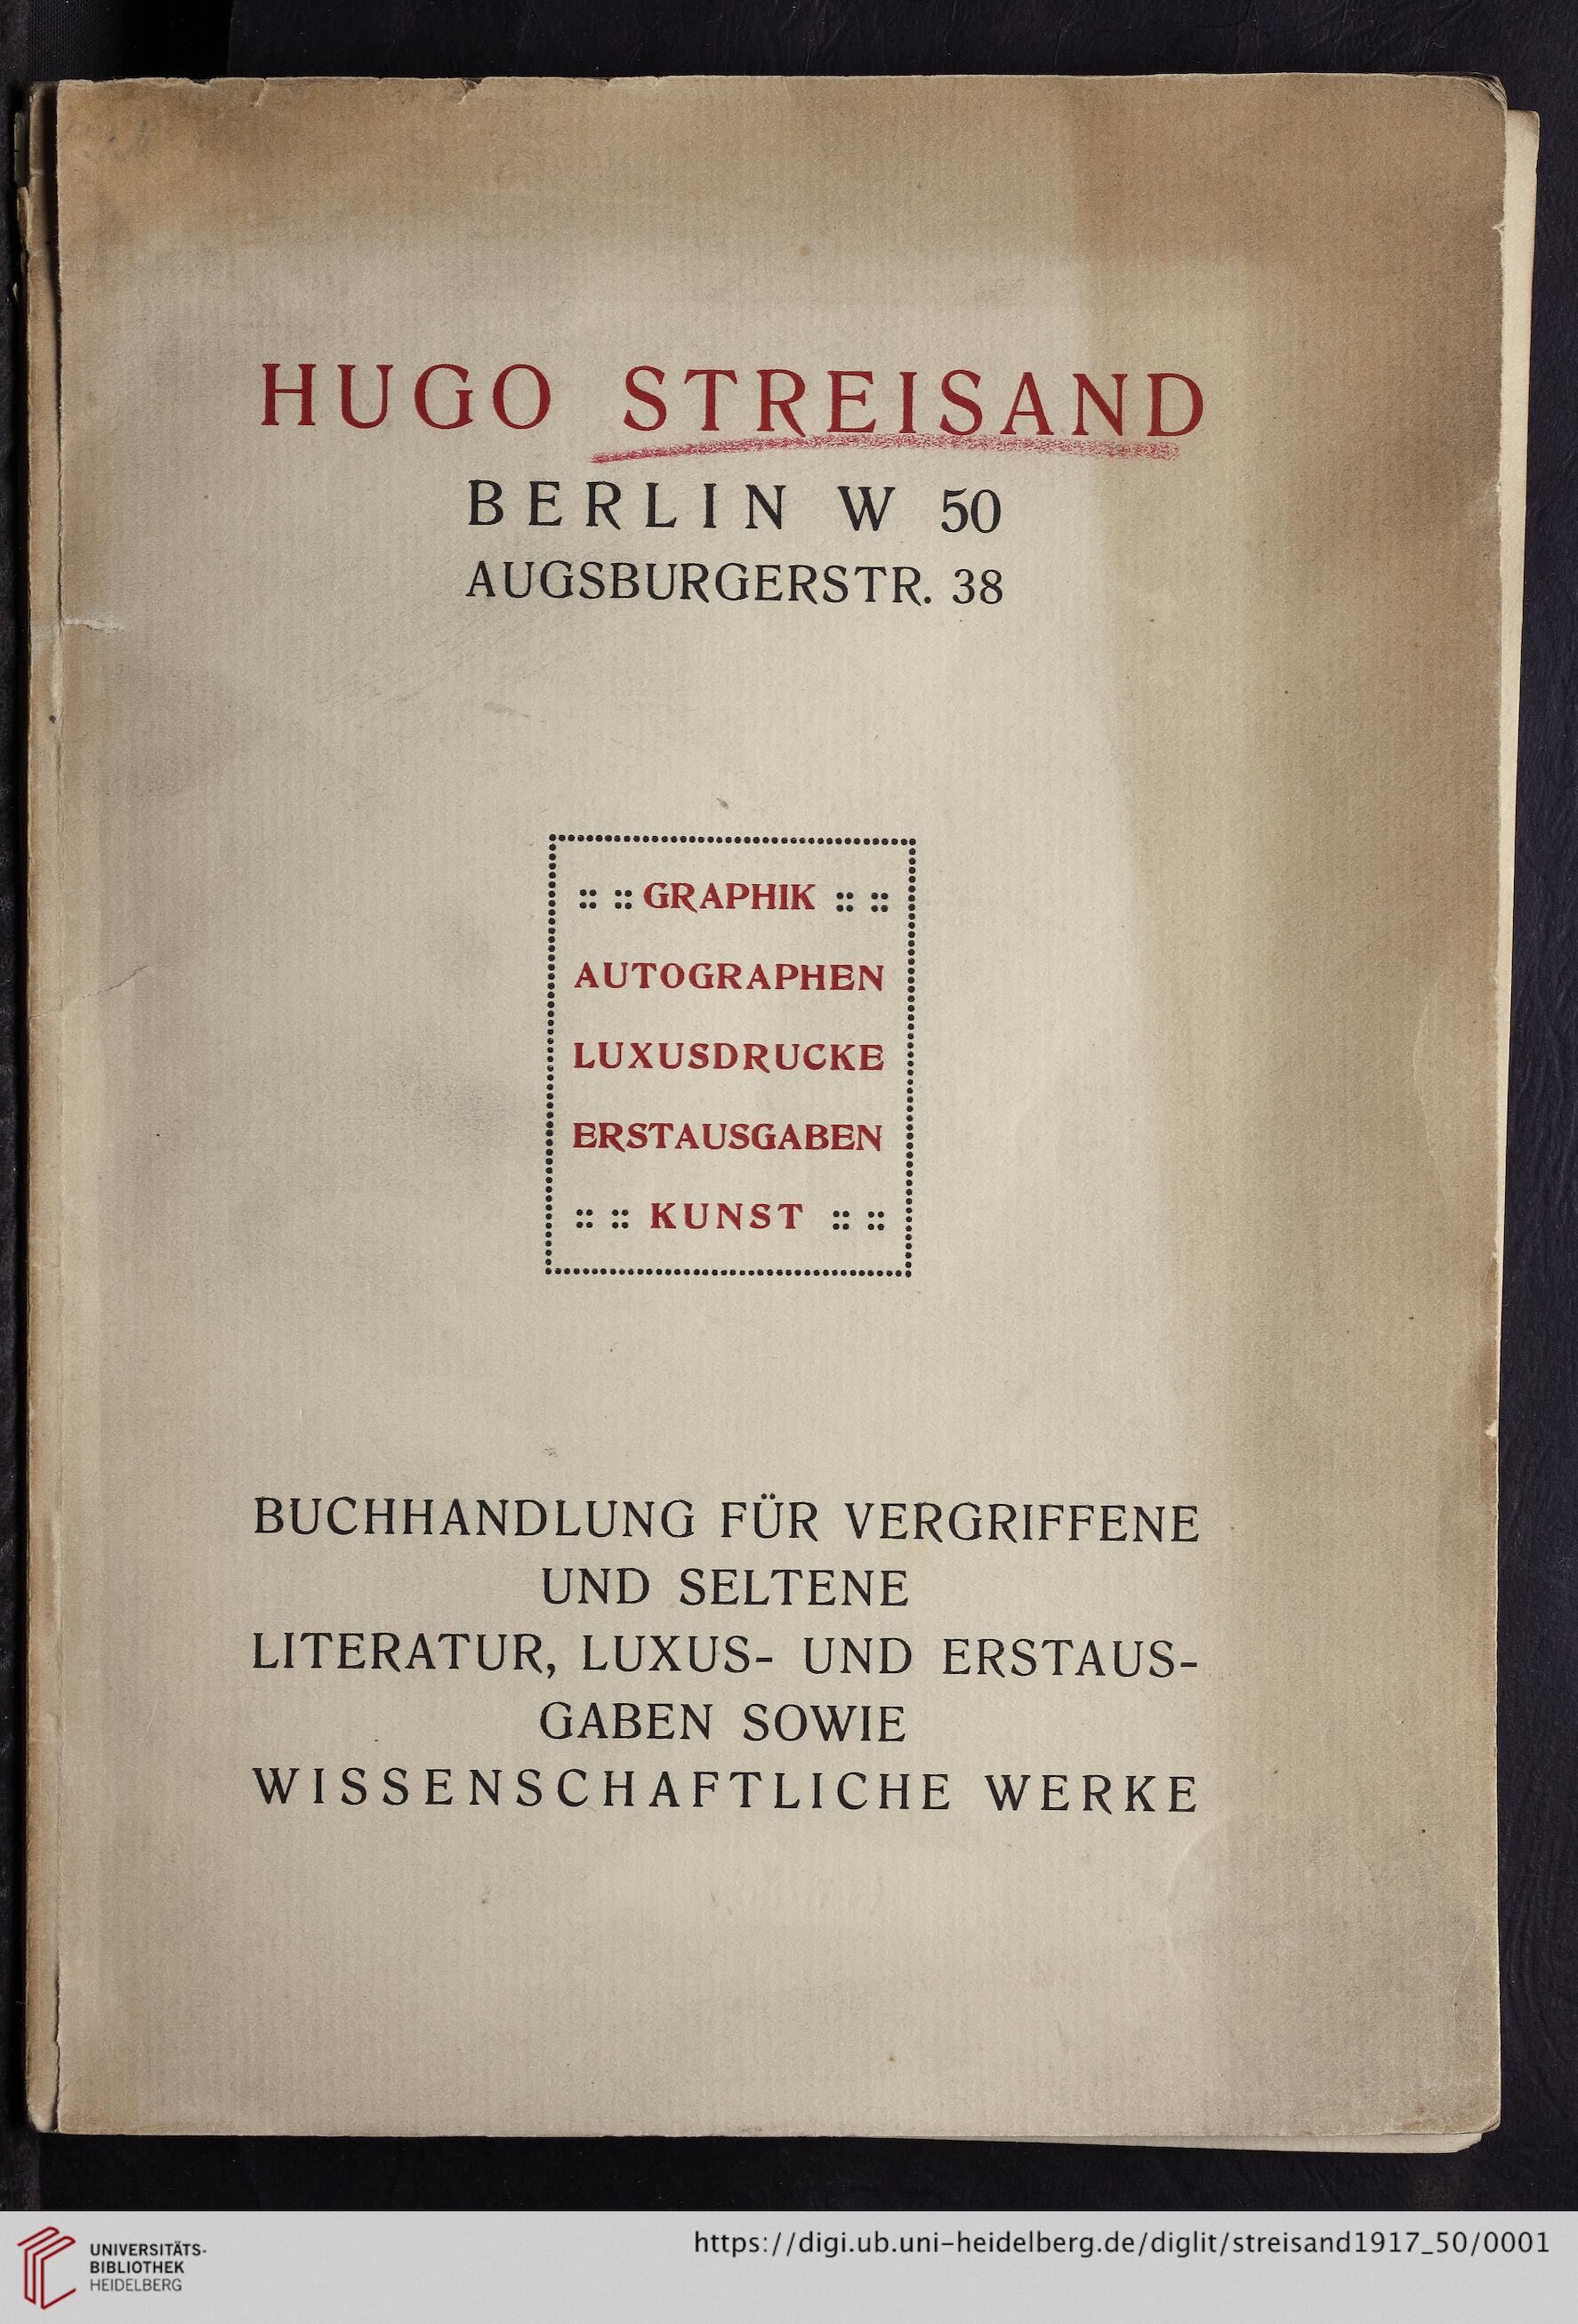 HUGO STREISAND
BERLIN W 50
AUGSBURGERSTR. 38
:: :: GRAPHIK :: ::
AUTOGRAPHEN
LUXUSDRUCKE
ERSTAUSGABEN
:: :: KUNST :: ::
BUCHHANDLUNG FÜR VERGRIFFENE
UND SELTENE
LITERATUR, LUXUS- UND ERSTAUS-
GABEN SOWIE
WISSENSCHAFTLICHE WERKE
UNIVERSITÄTS-
BIBLIOTHEK
HEIDELBERG
https://digi.ub.uni-heidelberg.de/diglit/streisand1917_50/0001